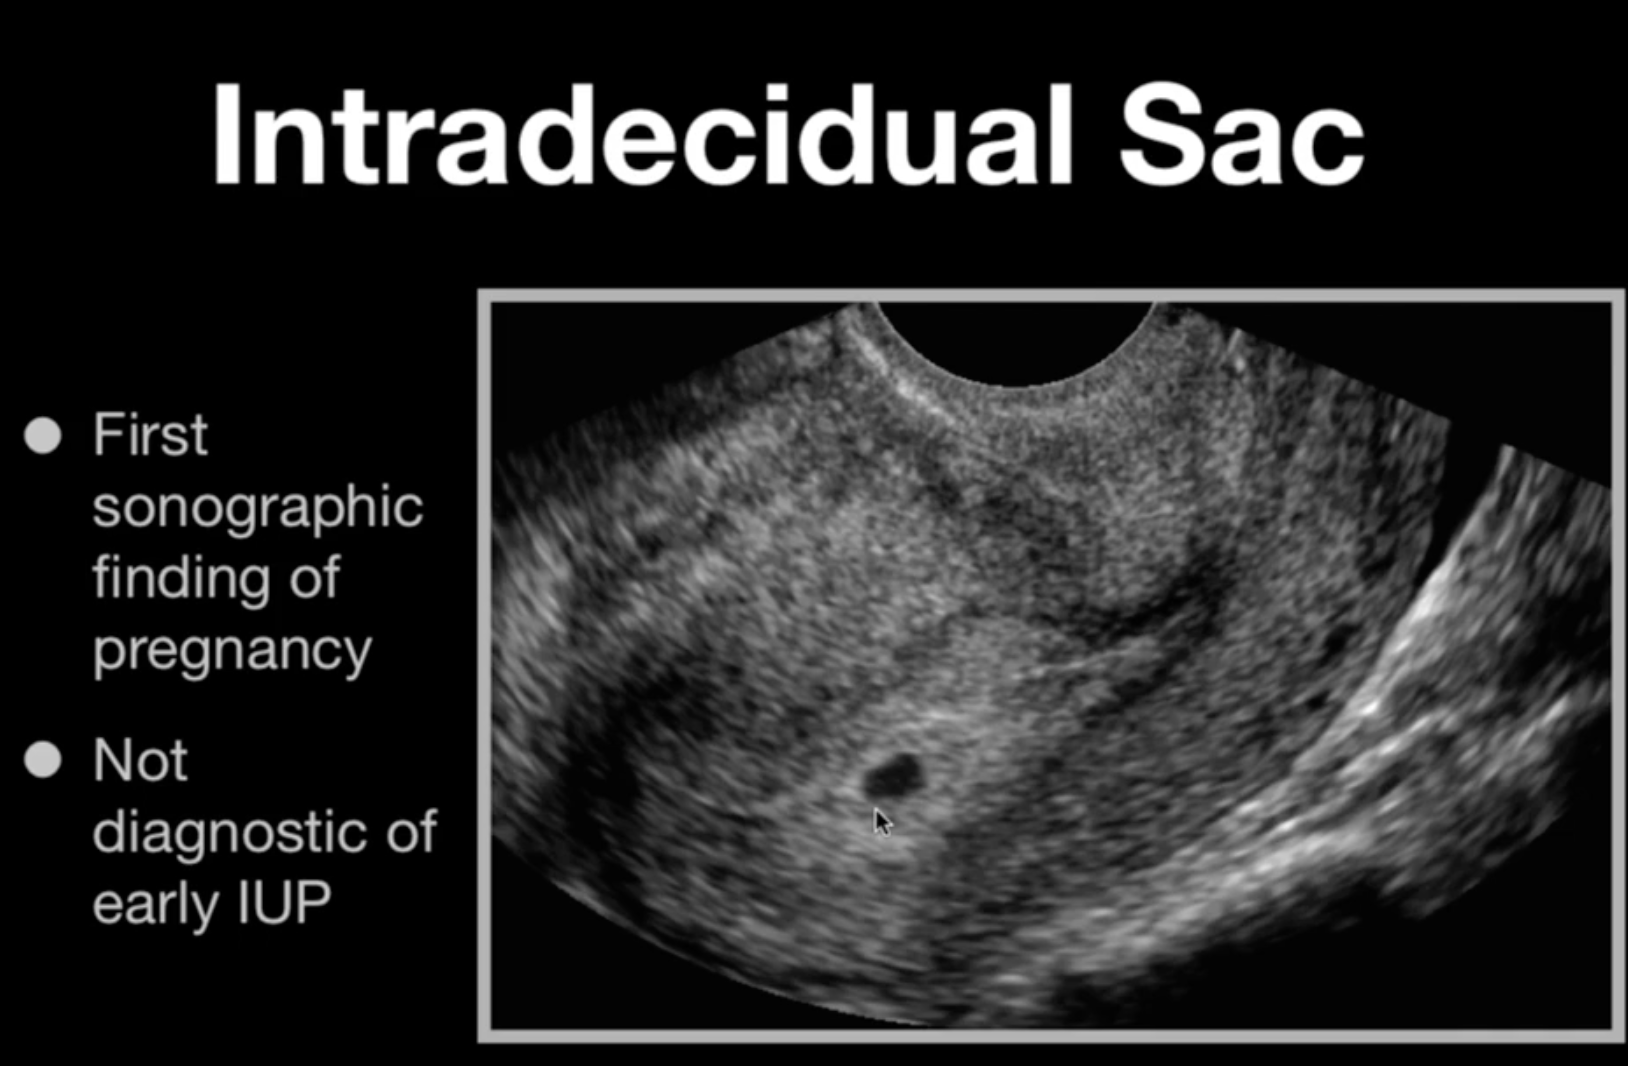 Intradecidual Sac
First
sonographic
finding of
pregnancy
Not
diagnostic of
early IUP